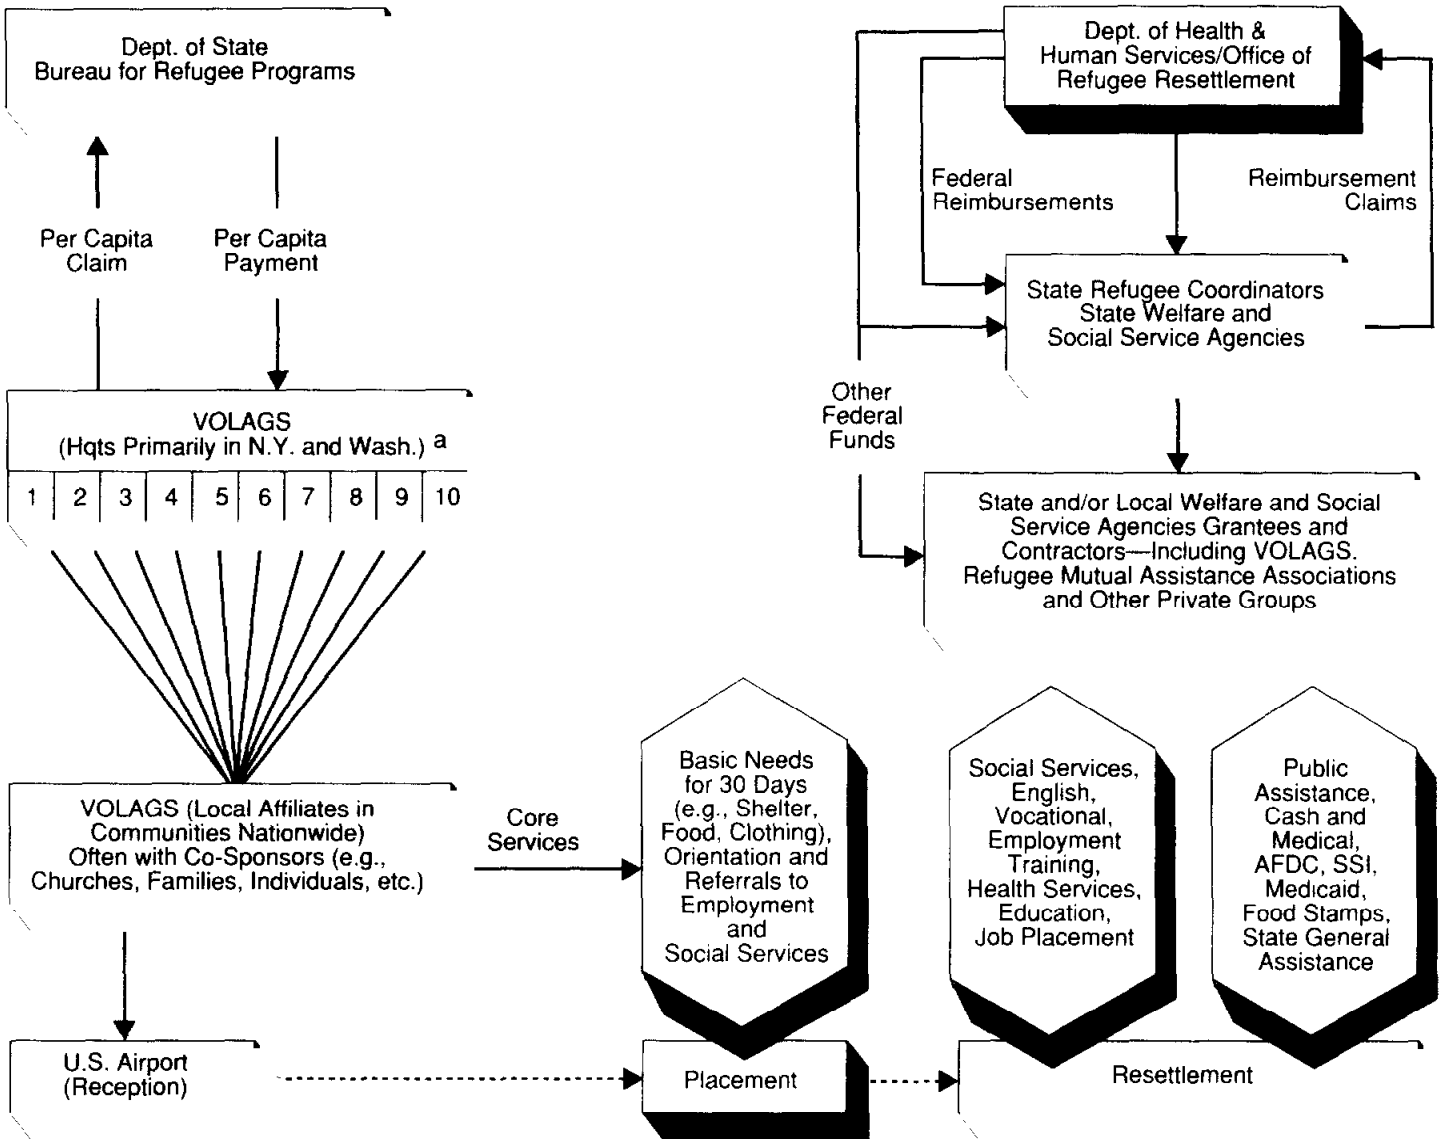 Dept. of State
Bureau for Refugee Programs
Per Capita
Claim
Per Capita
Payment
VOLAGS
(Hqts Primarily in N.Y. and Wash.) a
1 2 3 4 5 6 7 8 9 10
VOLAGS (Local Affiliates in
Communities Nationwide)
Often with Co-Sponsors (e.g.,
Churches, Families, Individuals, etc.)
Core
Services
U.S. Airport
(Reception)
Dept. of Health &
Human Services/Office of
Refugee Resettlement
Federal
Reimbursements
Reimbursement
Claims
State Refugee Coordinators
State Welfare and
Social Service Agencies
Other
Federal
Funds
State and/or Local Welfare and Social
Service Agencies Grantees and
Contractors—Including VOLAGS.
Refugee Mutual Assistance Associations
and Other Private Groups
Basic Needs
for 30 Days
(e.g., Shelter,
Food, Clothing),
Orientation and
Referrals to
Employment
and
Social Services
Social Services,
English,
Vocational,
Employment
Training,
Health Services,
Education,
Job Placement
Public
Assistance,
Cash and
Medical,
AFDC, SSI,
Medicaid,
Food Stamps,
State General
Assistance
Placement
Resettlement